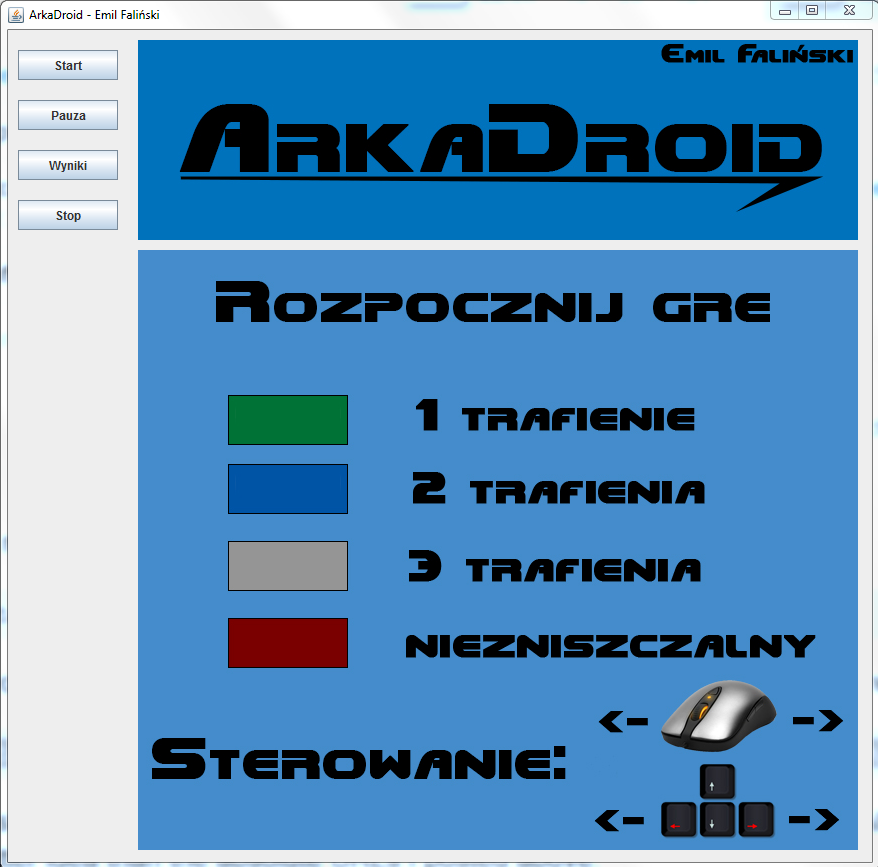 ArkaDroid - Emil Faliński
Start
Pauza
Wyniki
Stop
Emil Faliński
ArkaDroid
Rozpocznij gre
1 trafienie
2 trafienia
3 trafienia
niezniszczalny
Sterowanie: